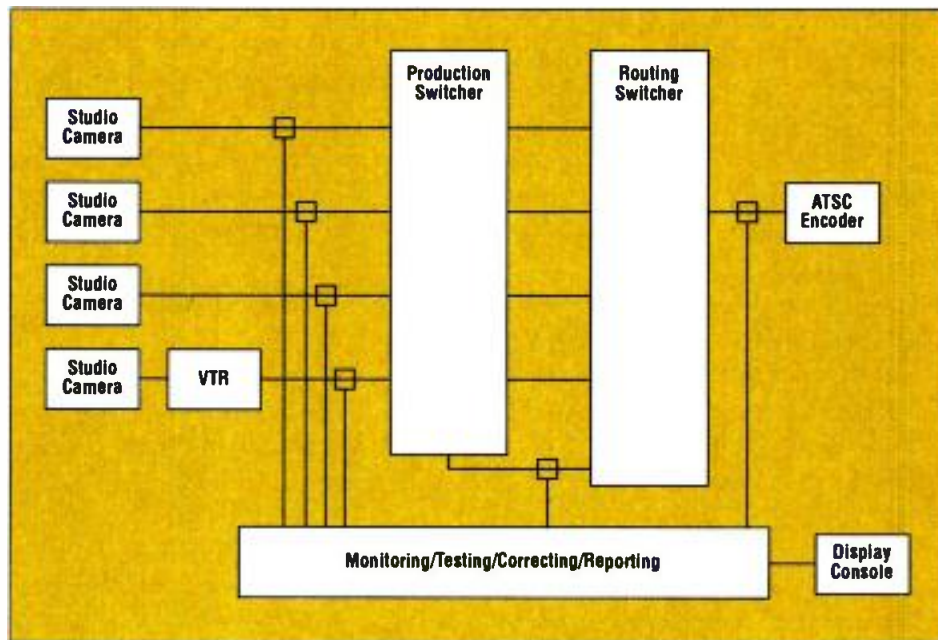 Production
Switcher
Routing
Switcher
Studio
Camera
Studio
Camera
ATSC
Encoder
Studio
Camera
Studio
Camera
VTR
Monitoring/Testing/Correcting/Reporting
Display
Console